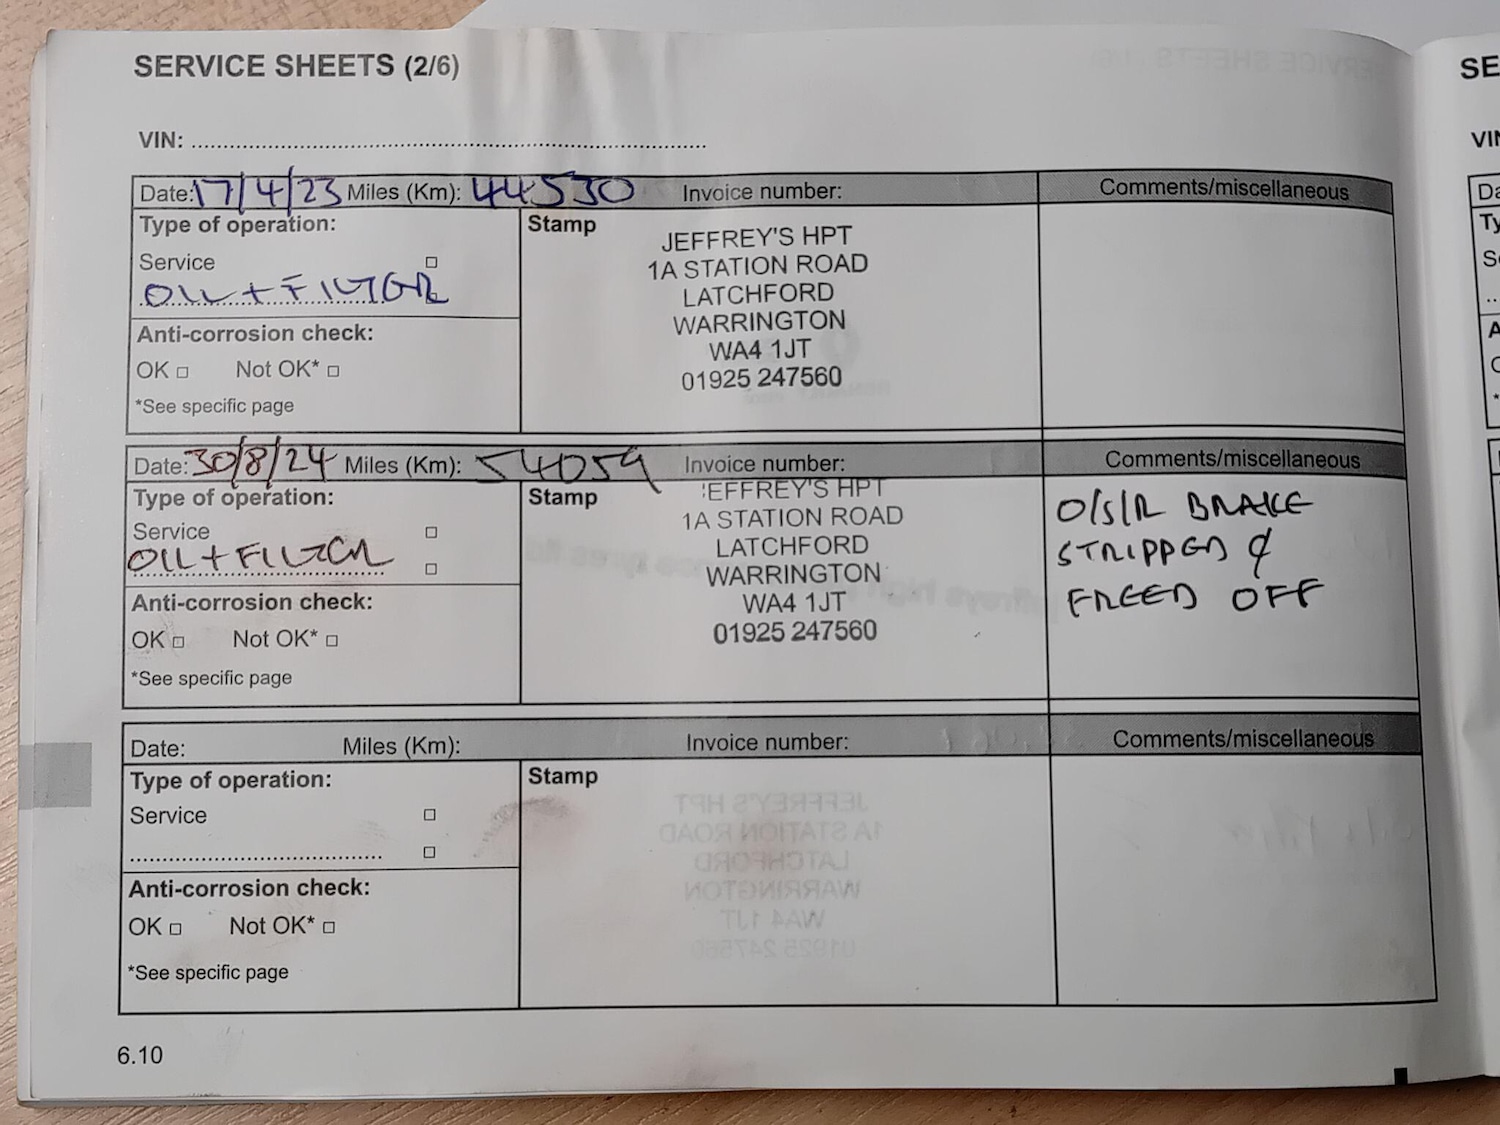 SERVICE SHEETS (2/6)
VIN:
Date: 17/4/23 Miles (Km): 44530 Invoice number: Comments/miscellaneous
Type of operation:
Service
OIL + FILTER
Anti-corrosion check:
OK Not OK*
*See specific page
Stamp
JEFFREY'S HPT
1A STATION ROAD
LATCHFORD
WARRINGTON
WA4 1JT
01925 247560
Date: 30/8/24 Miles (Km): 54059 Invoice number: Comments/miscellaneous
Type of operation:
Service
OIL + FILTER
Anti-corrosion check:
OK Not OK*
*See specific page
Stamp
JEFFREY'S HPT
1A STATION ROAD
LATCHFORD
WARRINGTON
WA4 1JT
01925 247560
O/S/R BRAKE
STRIPPED &
FREED OFF
Date: Miles (Km): Invoice number: Comments/miscellaneous
Type of operation:
Service
Anti-corrosion check:
OK Not OK*
*See specific page
Stamp
6.10
SE